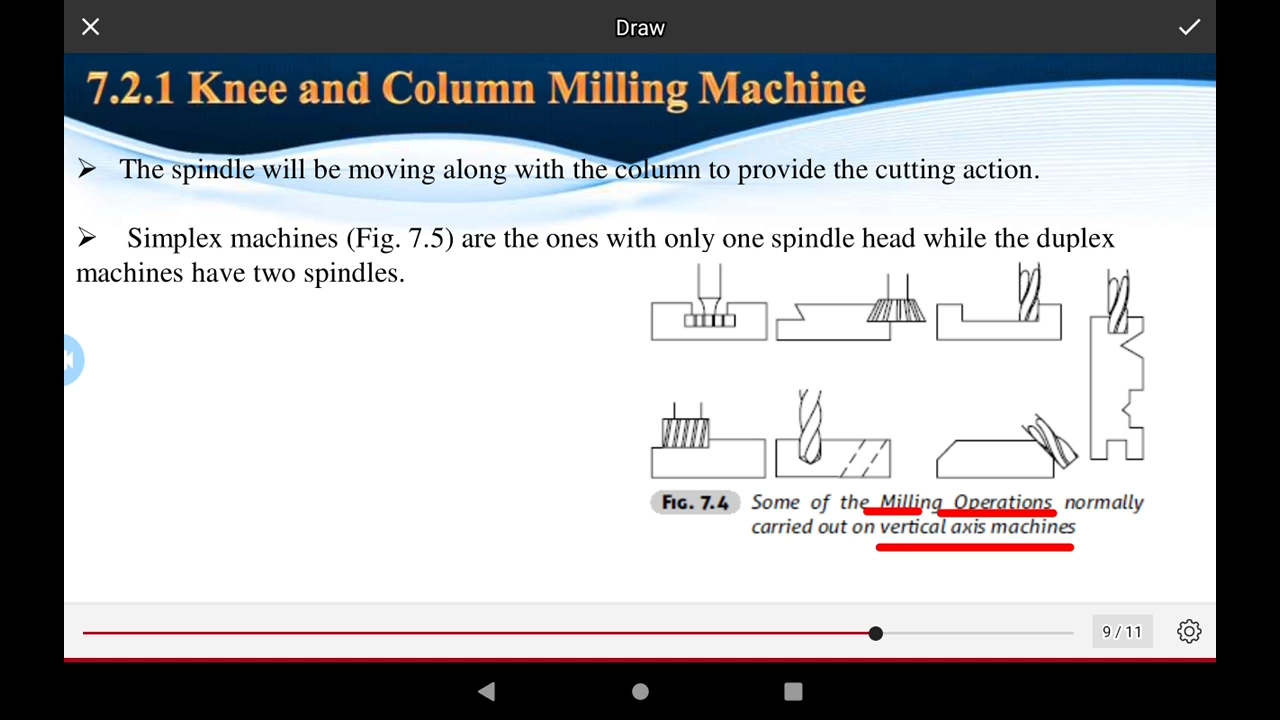 Draw
7.2.1 Knee and Column Milling Machine
➢ The spindle will be moving along with the column to provide the cutting action.
➢ Simplex machines (Fig. 7.5) are the ones with only one spindle head while the duplex
machines have two spindles.
FIG. 7.4 Some of the Milling Operations normally
carried out on vertical axis machines
9 / 11